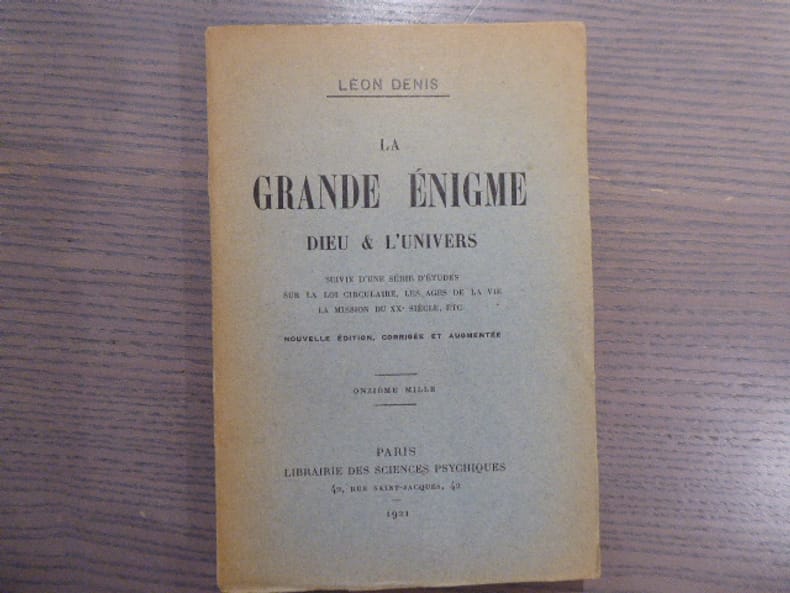 LÉON DENIS
LA
GRANDE ÉNIGME
DIEU & L'UNIVERS
SUIVIE D'UNE SÉRIE D'ÉTUDES
SUR LA LOI CIRCULAIRE, LES AGES DE LA VIE
LA MISSION DU XXe SIÈCLE, ETC.
NOUVELLE ÉDITION, CORRIGÉE ET AUGMENTÉE
ONZIÈME MILLE
PARIS
LIBRAIRIE DES SCIENCES PSYCHIQUES
42, RUE SAINT-JACQUES, 42
1921